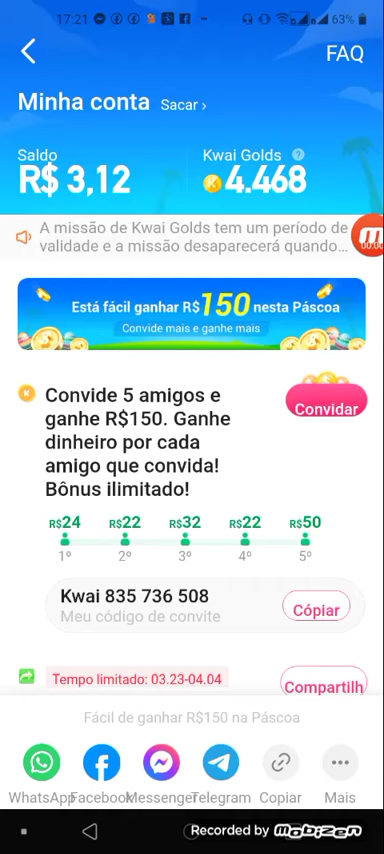 17:21
63%
FAQ
Minha conta Sacar ›
Saldo
R$ 3,12
Kwai Golds ?
4.468
A missão de Kwai Golds tem um período de
validade e a missão desaparecerá quando...
00:00
Está fácil ganhar R$150 nesta Páscoa
Convide mais e ganhe mais
Convide 5 amigos e
ganhe R$150. Ganhe
dinheiro por cada
amigo que convida!
Bônus ilimitado!
Convidar
R$24 R$22 R$32 R$22 R$50
1º 2º 3º 4º 5º
Kwai 835 736 508
Meu código de convite
Cópiar
Tempo limitado: 03.23-04.04
Compartilh
Fácil de ganhar R$150 na Páscoa
WhatsApp Facebook Messenger Telegram Copiar Mais
Recorded by Mobizen